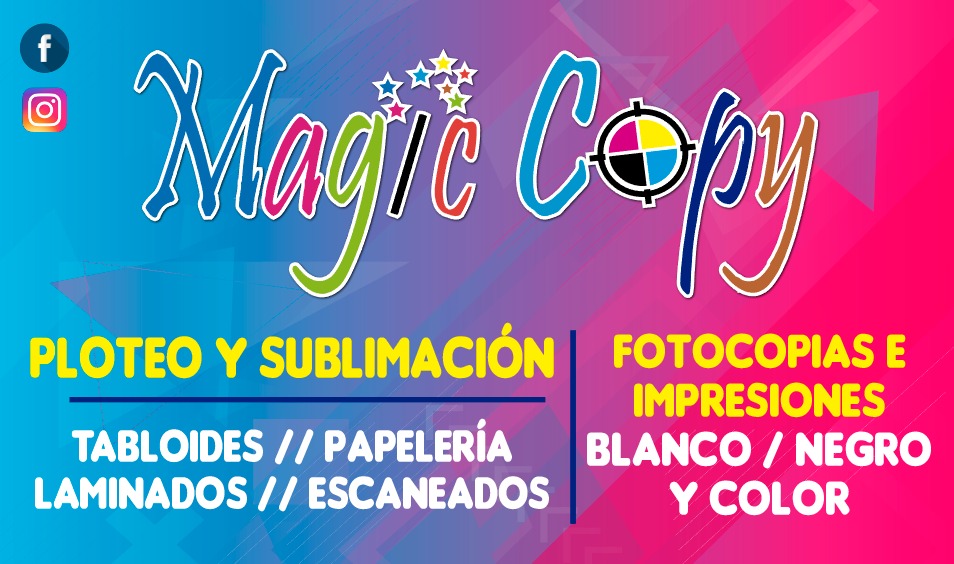 Magic Copy
PLOTEO Y SUBLIMACIÓN
TABLOIDES // PAPELERÍA
LAMINADOS // ESCANEADOS
FOTOCOPIAS E
IMPRESIONES
BLANCO / NEGRO
Y COLOR